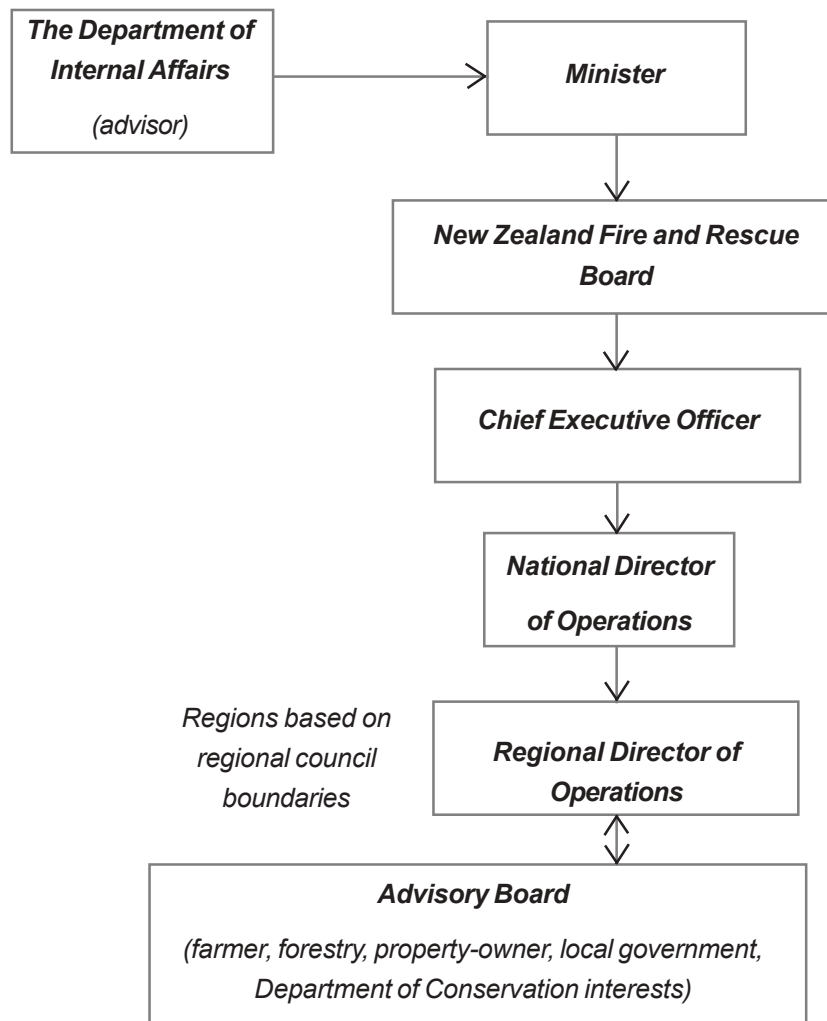 The Department of
Internal Affairs
(advisor)
Minister
New Zealand Fire and Rescue
Board
Chief Executive Officer
National Director
of Operations
Regions based on
regional council
boundaries
Regional Director of
Operations
Advisory Board
(farmer, forestry, property-owner, local government,
Department of Conservation interests)